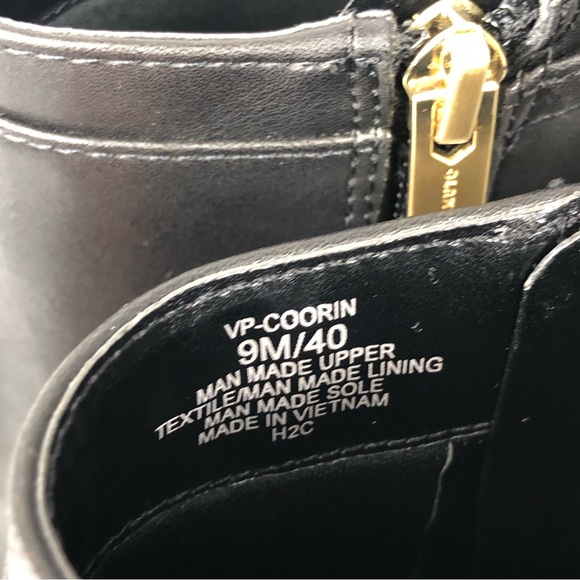 VP-COORIN
9M/40
MAN MADE UPPER
TEXTILE/MAN MADE LINING
MAN MADE SOLE
MADE IN VIETNAM
H2C